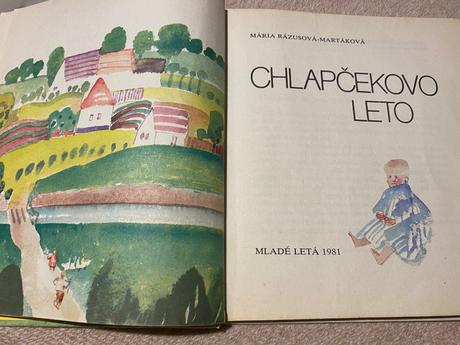 MÁRIA RÁZUSOVÁ-MARTÁKOVÁ
CHLAPČEKOVO
LETO
MLADÉ LETÁ 1981